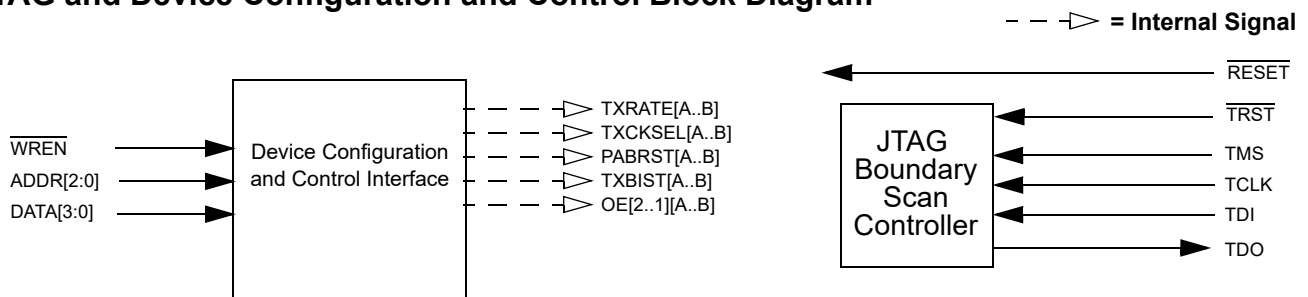 and Device Configuration and Control Block Diagram
= Internal Signal
WREN
ADDR[2:0]
DATA[3:0]
Device Configuration
and Control Interface
TXRATE[A..B]
TXCKSEL[A..B]
PABRST[A..B]
TXBIST[A..B]
OE[2..1][A..B]
JTAG
Boundary
Scan
Controller
RESET
TRST
TMS
TCLK
TDI
TDO